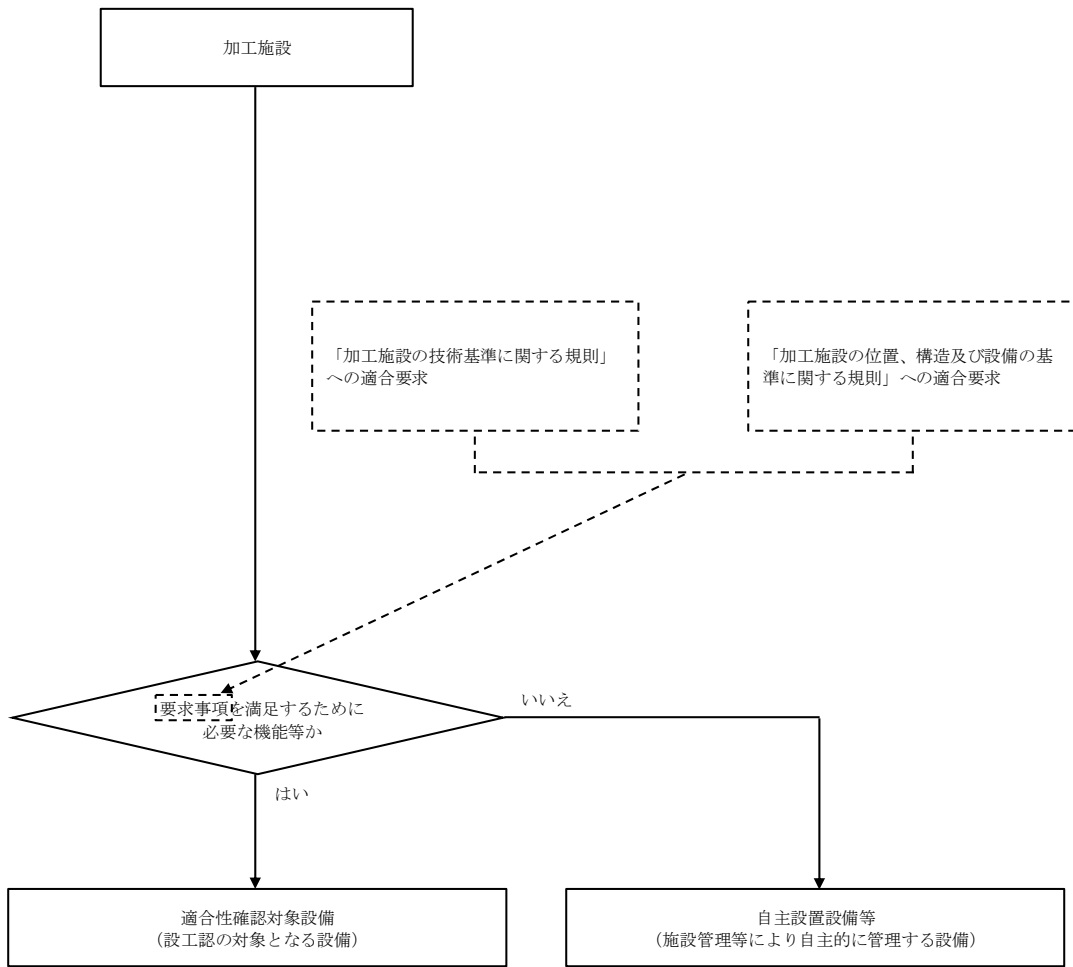 加工施設
「加工施設の技術基準に関する規則」
への適合要求
「加工施設の位置、構造及び設備の基
準に関する規則」への適合要求
要求事項を満足するために
必要な機能等か
いいえ
はい
適合性確認対象設備
（設工認の対象となる設備）
自主設置設備等
（施設管理等により自主的に管理する設備）